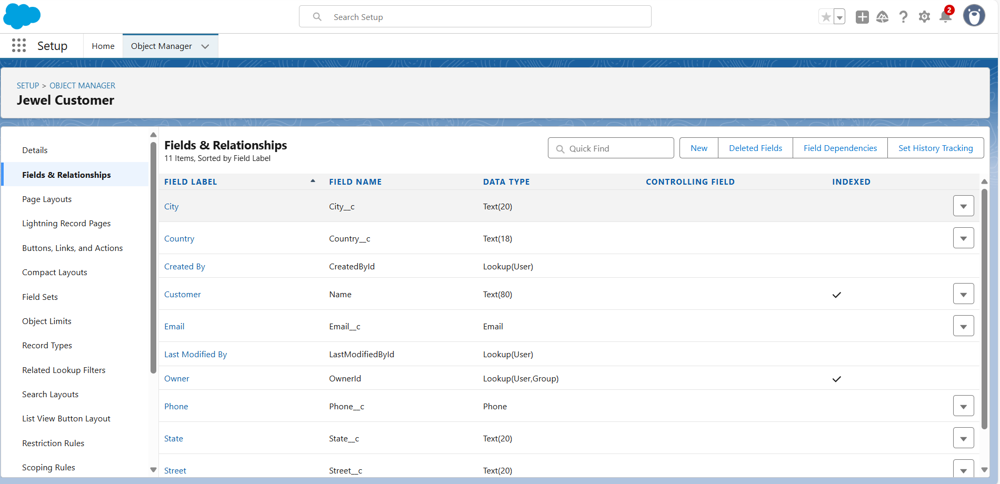 Search Setup
2
Setup
Home
Object Manager
SETUP > OBJECT MANAGER
Jewel Customer
Details
Fields & Relationships
Page Layouts
Lightning Record Pages
Buttons, Links, and Actions
Compact Layouts
Field Sets
Object Limits
Record Types
Related Lookup Filters
Search Layouts
List View Button Layout
Restriction Rules
Scoping Rules
Fields & Relationships
11 Items, Sorted by Field Label
Quick Find
New
Deleted Fields
Field Dependencies
Set History Tracking
FIELD LABEL FIELD NAME DATA TYPE CONTROLLING FIELD INDEXED
City City__c Text(20)
Country Country__c Text(18)
Created By CreatedById Lookup(User)
Customer Name Text(80)
Email Email__c Email
Last Modified By LastModifiedById Lookup(User)
Owner OwnerId Lookup(User,Group)
Phone Phone__c Phone
State State__c Text(20)
Street Street__c Text(20)